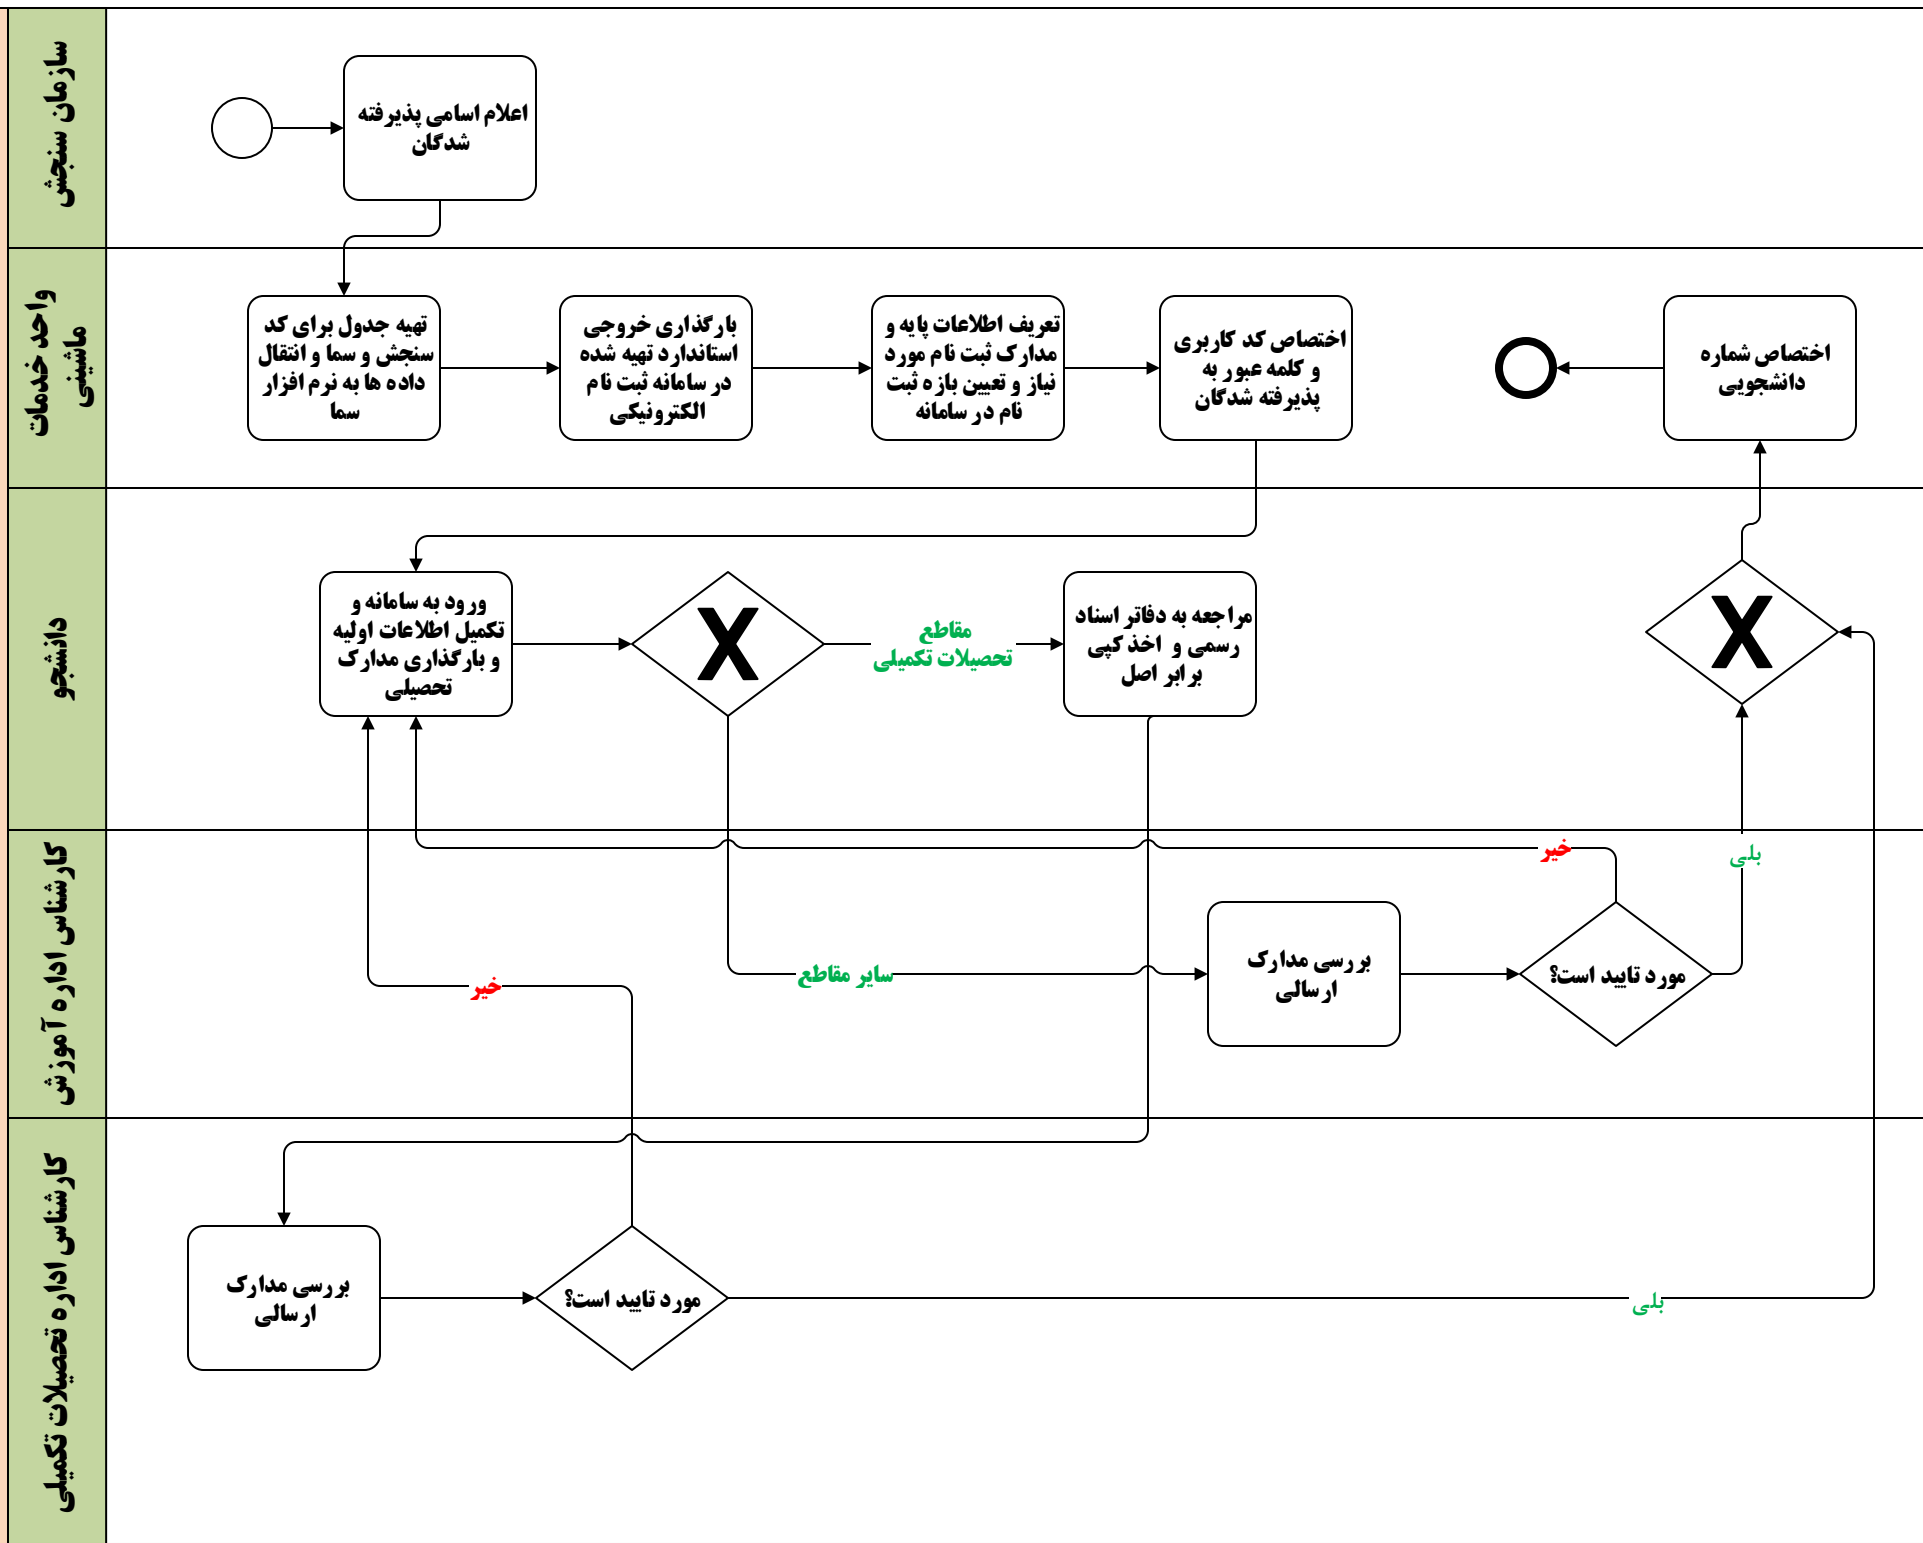 سازمان سنجش
اعلام اسامی پذیرفته
شدگان
واحد خدمات
ماشینی
تهیه جدول برای کد
سنجش و سما و انتقال
داده ها به نرم افزار
سما
بارگذاری خروجی
استاندارد تهیه شده
در سامانه ثبت نام
الکترونیکی
تعریف اطلاعات پایه و
مدارک ثبت نام مورد
نیاز و تعیین بازه ثبت
نام در سامانه
اختصاص کد کاربری
و کلمه عبور به
پذیرفته شدگان
اختصاص شماره
دانشجویی
دانشجو
ورود به سامانه و
تکمیل اطلاعات اولیه
و بارگذاری مدارک
تحصیلی
X
مقاطع
تحصیلات تکمیلی
مراجعه به دفاتر اسناد
رسمی و اخذ کپی
برابر اصل
X
کارشناس اداره آموزش
خیر
بلی
سایر مقاطع
بررسی مدارک
ارسالی
مورد تایید است؟
خیر
کارشناس اداره تحصیلات تکمیلی
بررسی مدارک
ارسالی
مورد تایید است؟
بلی